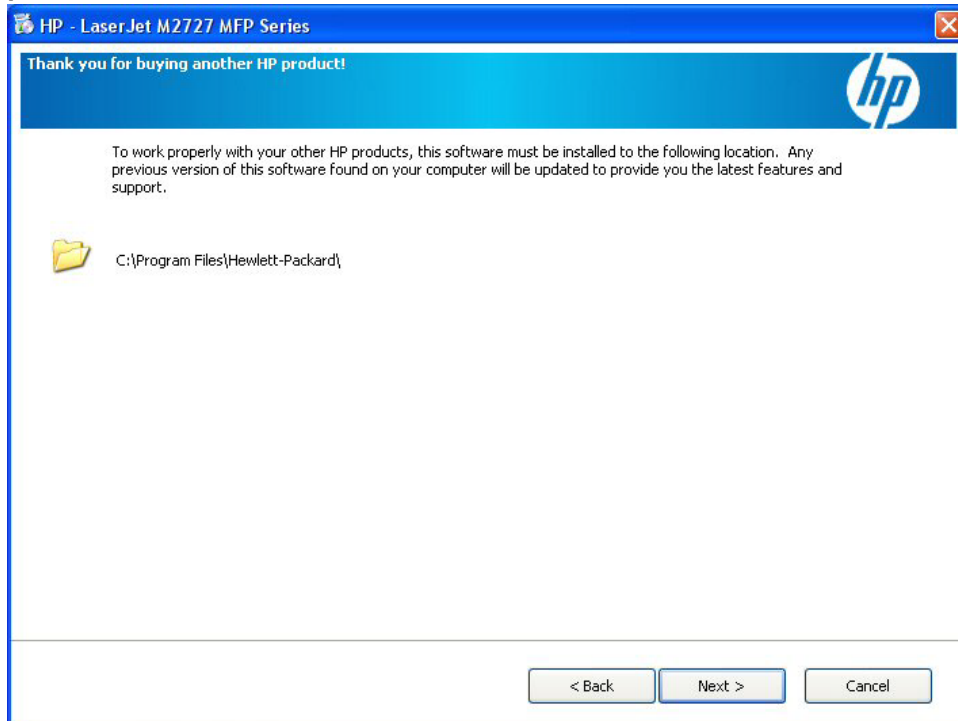 HP - LaserJet M2727 MFP Series
Thank you for buying another HP product!
hp
To work properly with your other HP products, this software must be installed to the following location.  Any
previous version of this software found on your computer will be updated to provide you the latest features and
support.
C:\Program Files\Hewlett-Packard\
< Back
Next >
Cancel